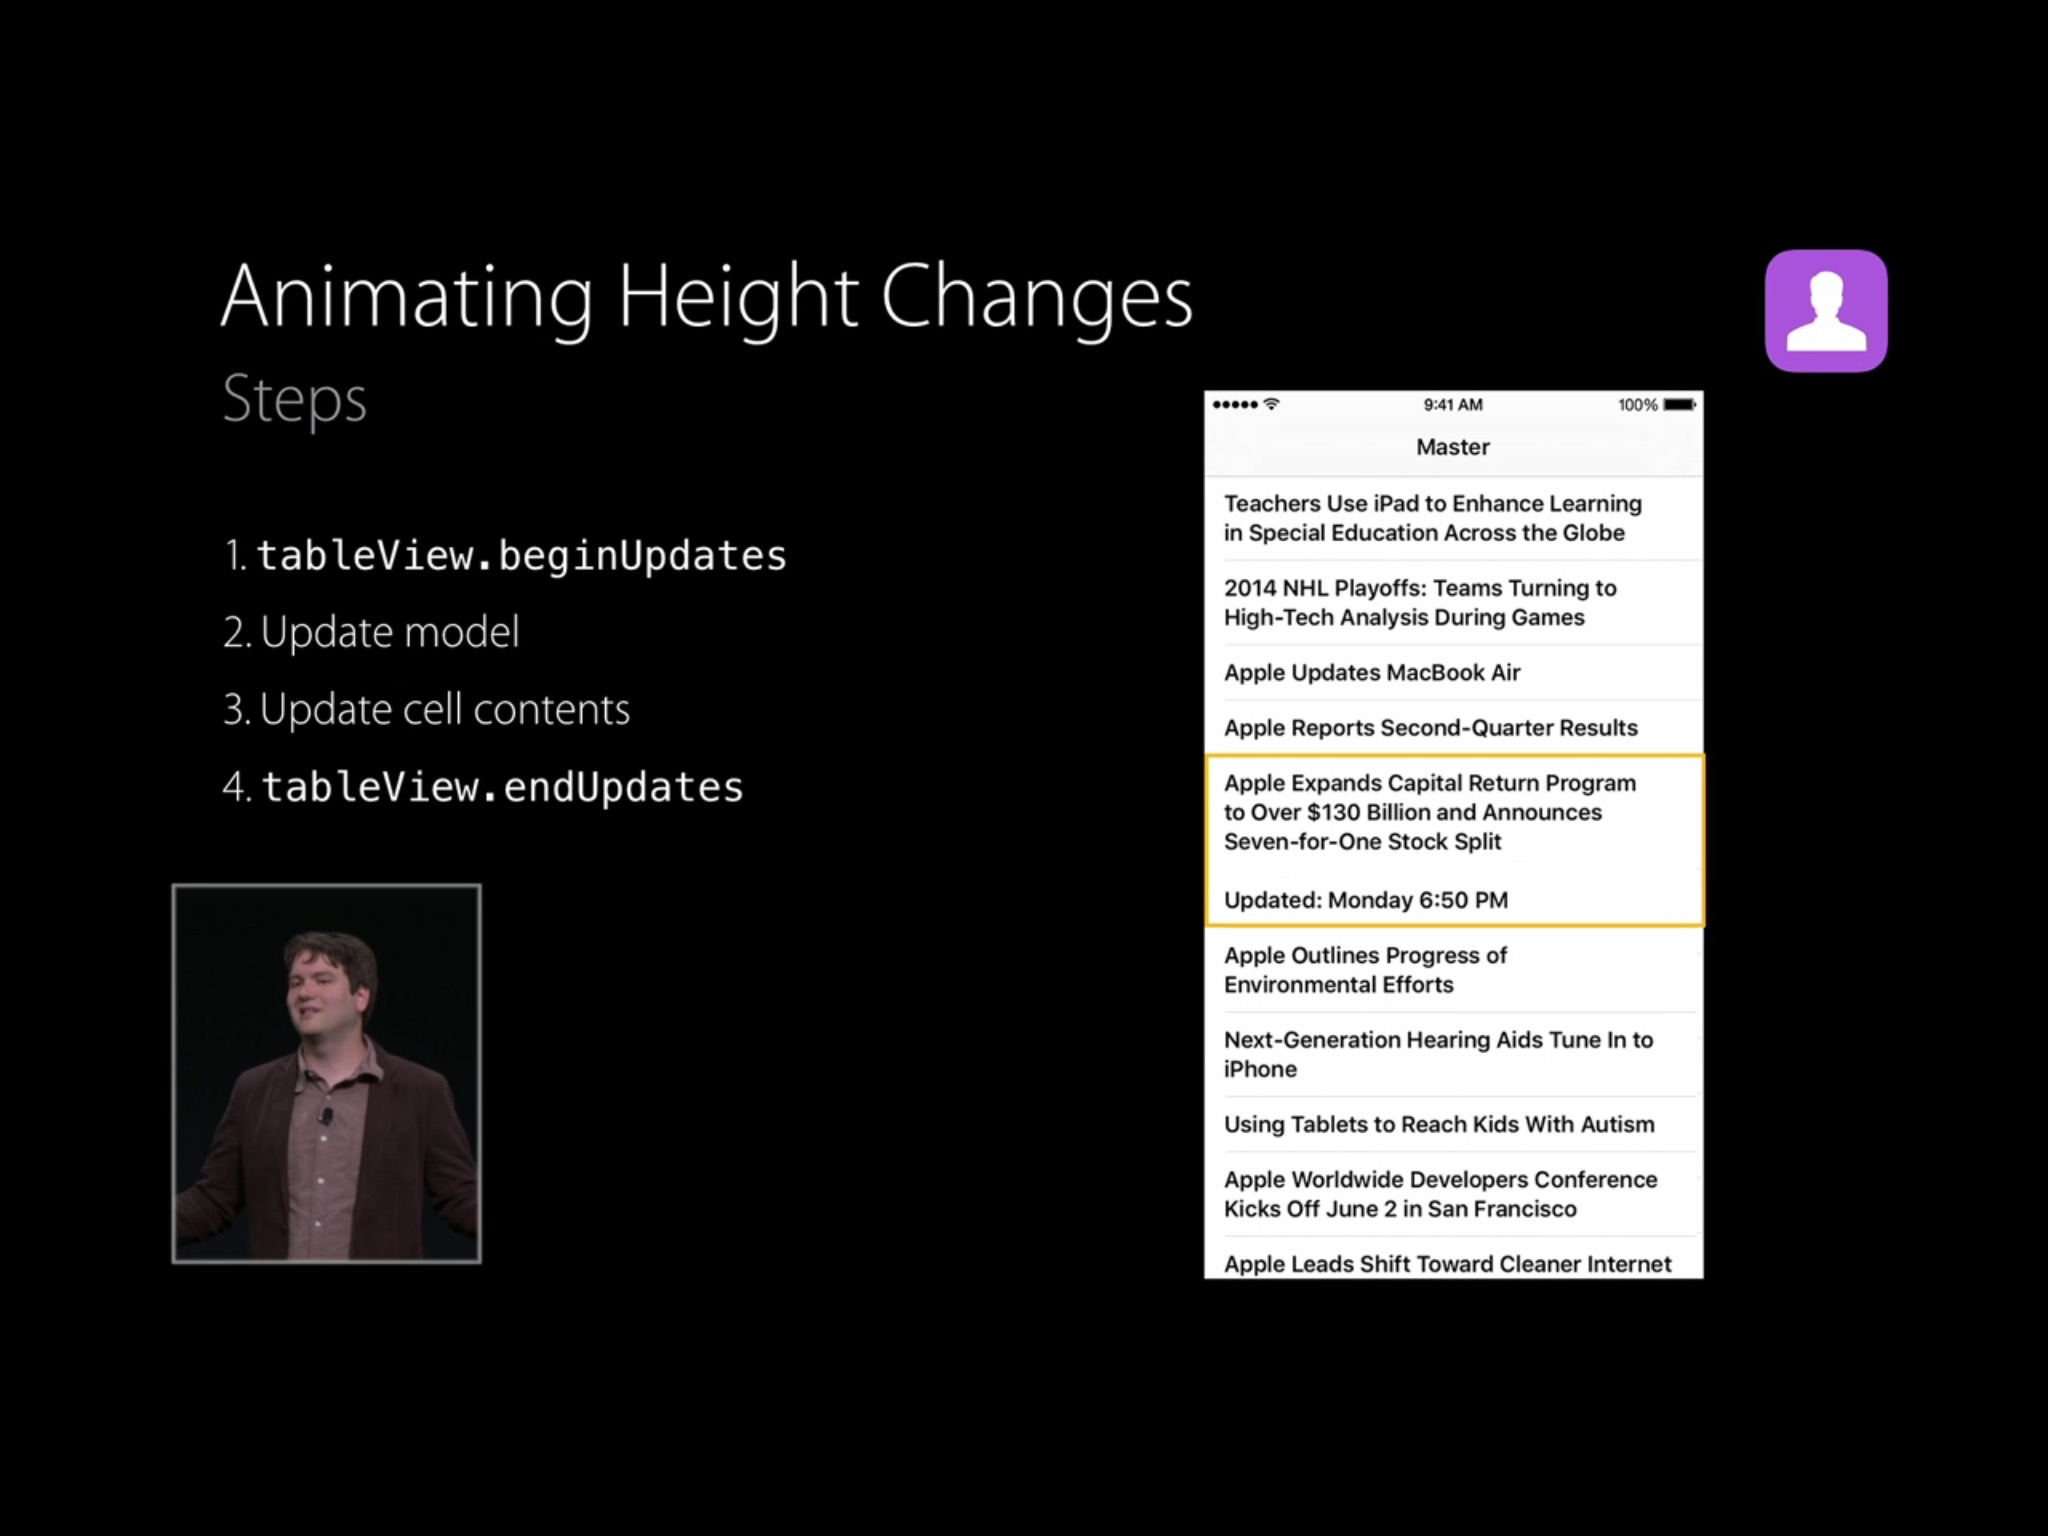 Animating Height Changes
Steps
1. tableView.beginUpdates
2. Update model
3. Update cell contents
4. tableView.endUpdates
9:41 AM
100%
Master
Teachers Use iPad to Enhance Learning
in Special Education Across the Globe
2014 NHL Playoffs: Teams Turning to
High-Tech Analysis During Games
Apple Updates MacBook Air
Apple Reports Second-Quarter Results
Apple Expands Capital Return Program
to Over $130 Billion and Announces
Seven-for-One Stock Split
Updated: Monday 6:50 PM
Apple Outlines Progress of
Environmental Efforts
Next-Generation Hearing Aids Tune In to
iPhone
Using Tablets to Reach Kids With Autism
Apple Worldwide Developers Conference
Kicks Off June 2 in San Francisco
Apple Leads Shift Toward Cleaner Internet